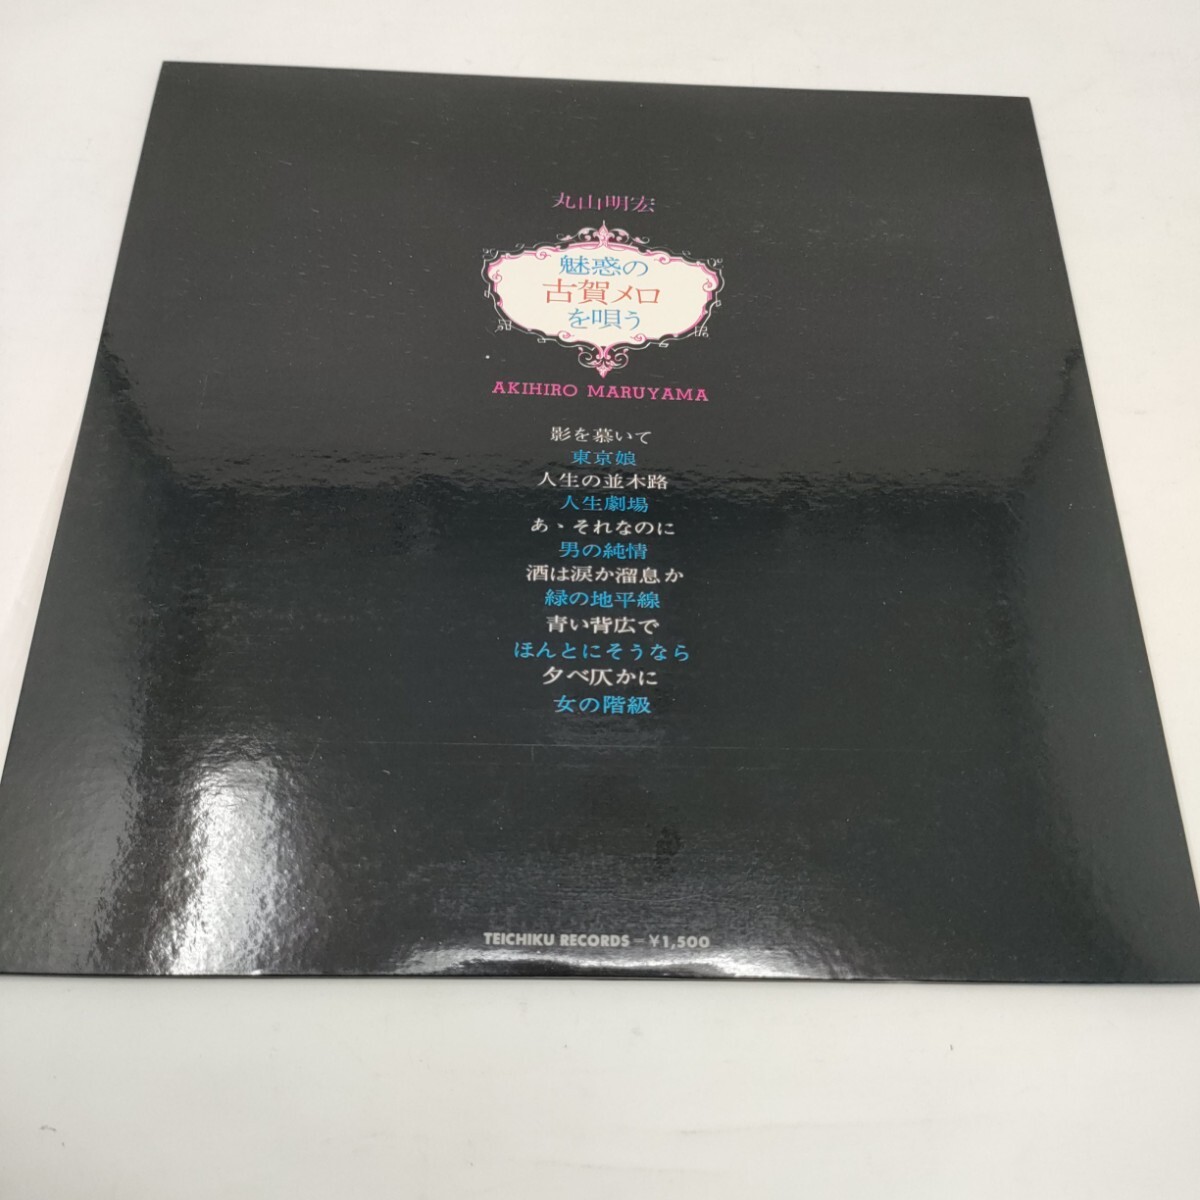 丸山明宏
魅惑の
古賀メロ
を唄う
AKIHIRO MARUYAMA
影を慕いて
東京娘
人生の並木路
人生劇場
あゝそれなのに
男の純情
酒は涙か溜息か
緑の地平線
青い背広で
ほんとにそうなら
夕べ仄かに
女の階級
TEICHIKU RECORDS — ¥1,500